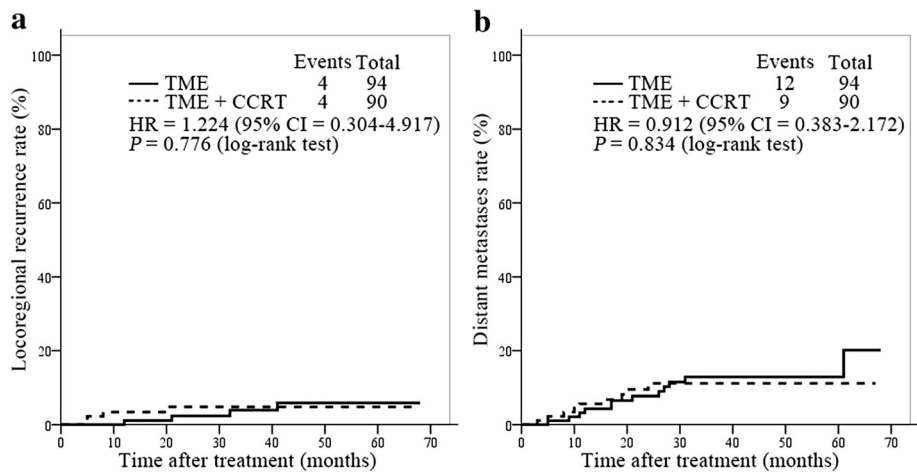 a
Locoregional recurrence rate (%)
100
80
60
40
20
0
Events Total
TME 4 94
TME + CCRT 4 90
HR = 1.224 (95% CI = 0.304-4.917)
P = 0.776 (log-rank test)
0 10 20 30 40 50 60 70
Time after treatment (months)
b
Distant metastases rate (%)
100
80
60
40
20
0
Events Total
TME 12 94
TME + CCRT 9 90
HR = 0.912 (95% CI = 0.383-2.172)
P = 0.834 (log-rank test)
0 10 20 30 40 50 60 70
Time after treatment (months)